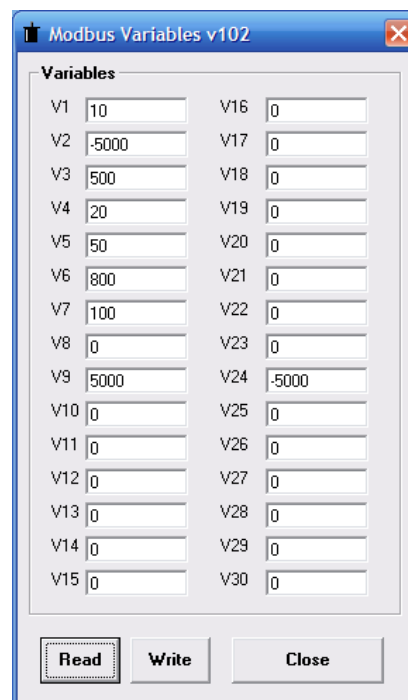 Modbus Variables v102
Variables
V1 10 V16 0
V2 -5000 V17 0
V3 500 V18 0
V4 20 V19 0
V5 50 V20 0
V6 800 V21 0
V7 100 V22 0
V8 0 V23 0
V9 5000 V24 -5000
V10 0 V25 0
V11 0 V26 0
V12 0 V27 0
V13 0 V28 0
V14 0 V29 0
V15 0 V30 0
Read Write Close